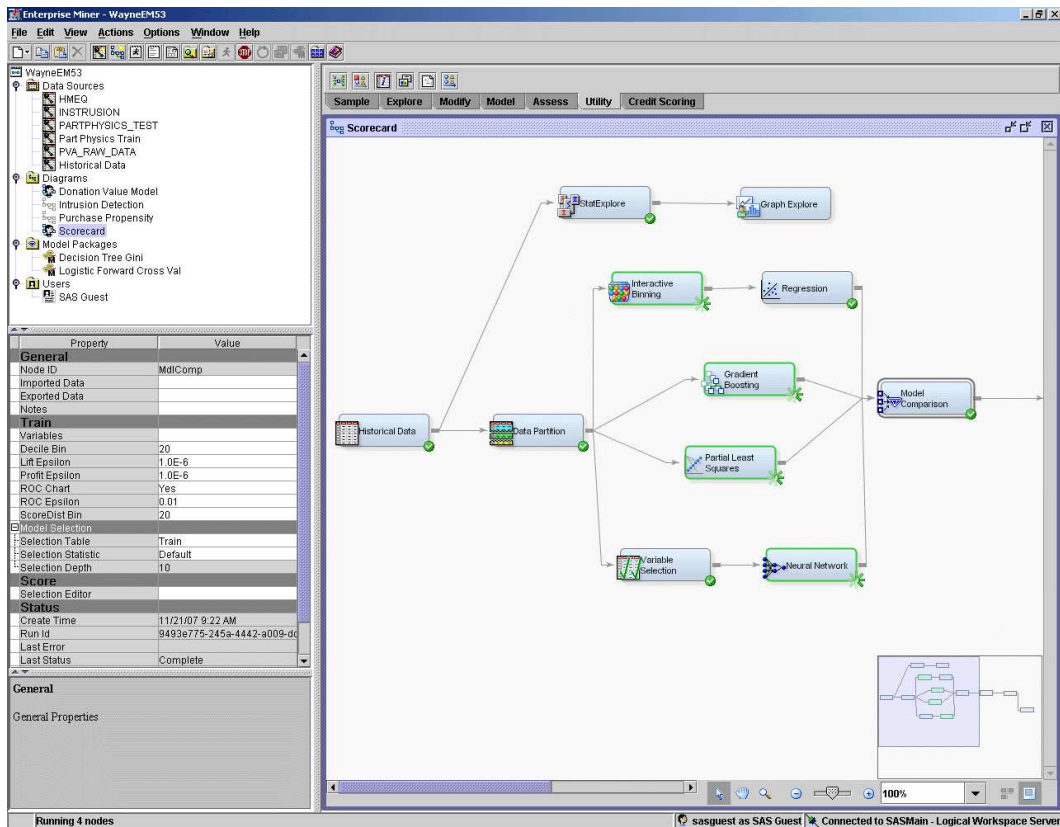 Enterprise Miner - WayneEM53
File Edit View Actions Options Window Help
WayneEM53
Data Sources
HMEQ
INSTRUSION
PARTPHYSICS_TEST
Part Physics Train
PVA_RAW_DATA
Historical Data
Diagrams
Donation Value Model
Intrusion Detection
Purchase Propensity
Scorecard
Model Packages
Decision Tree Gini
Logistic Forward Cross Val
Users
SAS Guest
Property Value
General
Node ID MdlComp
Imported Data
Exported Data
Notes
Train
Variables
Decile Bin 20
Lift Epsilon 1.0E-6
Profit Epsilon 1.0E-6
ROC Chart Yes
ROC Epsilon 0.01
ScoreDist Bin 20
Model Selection
Selection Table Train
Selection Statistic Default
Selection Depth 10
Score
Selection Editor
Status
Create Time 11/21/07 9:22 AM
Run Id 9493e775-245a-4442-a009-dc
Last Error
Last Status Complete
General
General Properties
Sample Explore Modify Model Assess Utility Credit Scoring
Scorecard
StatExplore
Graph Explore
Interactive
Binning
Regression
Gradient
Boosting
Model
Comparison
Historical Data
Data Partition
Partial Least
Squares
Variable
Selection
Neural Network
100%
Running 4 nodes
sasguest as SAS Guest
Connected to SASMain - Logical Workspace Server